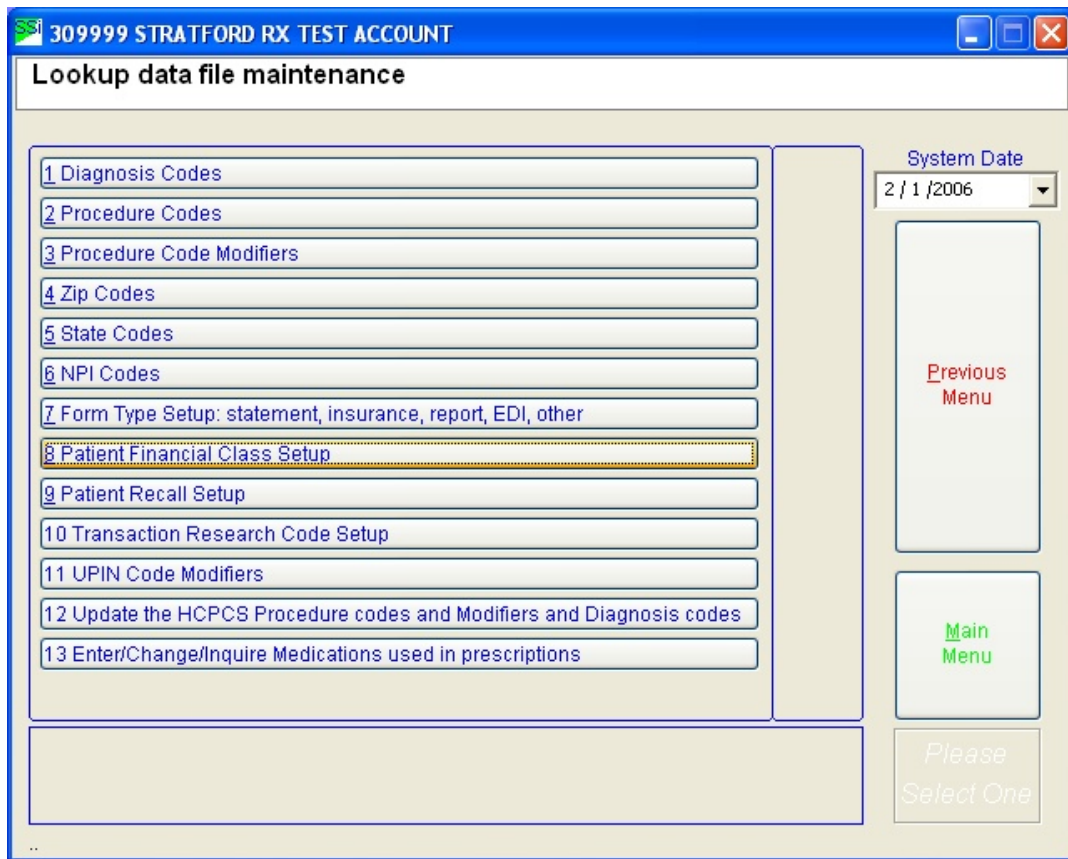 SSi 309999 STRATFORD RX TEST ACCOUNT
Lookup data file maintenance
1 Diagnosis Codes
2 Procedure Codes
3 Procedure Code Modifiers
4 Zip Codes
5 State Codes
6 NPI Codes
7 Form Type Setup: statement, insurance, report, EDI, other
8 Patient Financial Class Setup
9 Patient Recall Setup
10 Transaction Research Code Setup
11 UPIN Code Modifiers
12 Update the HCPCS Procedure codes and Modifiers and Diagnosis codes
13 Enter/Change/Inquire Medications used in prescriptions
System Date
2 / 1 /2006
Previous
Menu
Main
Menu
Please
Select One
..